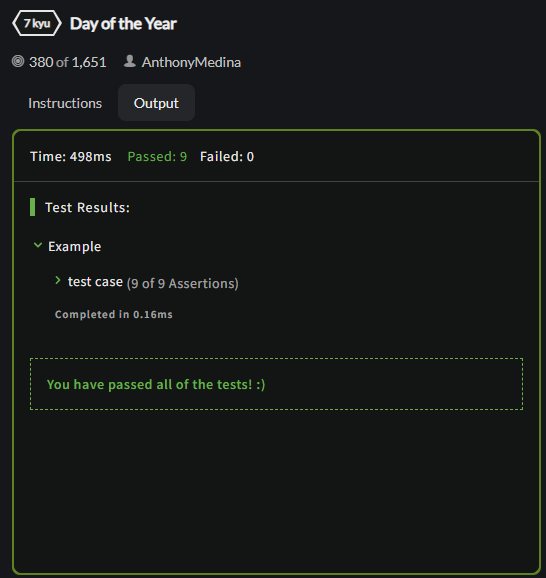 7 kyu Day of the Year
380 of 1,651 AnthonyMedina
Instructions Output
Time: 498ms Passed: 9 Failed: 0
Test Results:
Example
test case (9 of 9 Assertions)
Completed in 0.16ms
You have passed all of the tests! :)